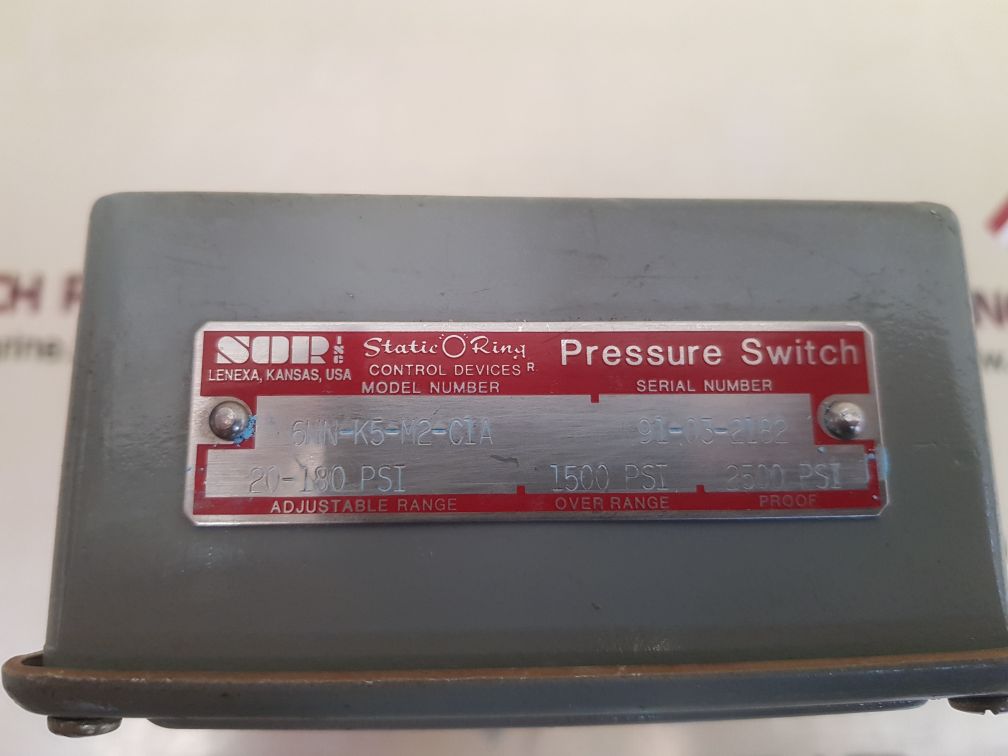 SOR INC Static O Ring Pressure Switch
LENEXA, KANSAS, USA CONTROL DEVICES R.
MODEL NUMBER SERIAL NUMBER
6NN-K5-M2-C1A 91-03-2182
20-180 PSI 1500 PSI 2500 PSI
ADJUSTABLE RANGE OVER RANGE PROOF